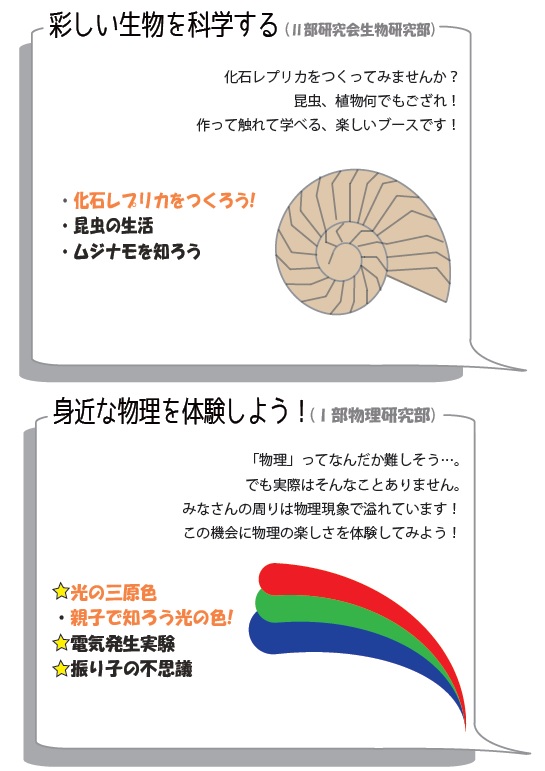 彩しい生物を科学する（II部研究会生物研究部）
化石レプリカをつくってみませんか？
昆虫、植物何でもござれ！
作って触れて学べる、楽しいブースです！
・化石レプリカをつくろう!
・昆虫の生活
・ムジナモを知ろう
身近な物理を体験しよう！（Ｉ部物理研究部）
「物理」ってなんだか難しそう…。
でも実際はそんなことありません。
みなさんの周りは物理現象で溢れています！
この機会に物理の楽しさを体験してみよう！
☆光の三原色
・親子で知ろう光の色!
☆電気発生実験
☆振り子の不思議